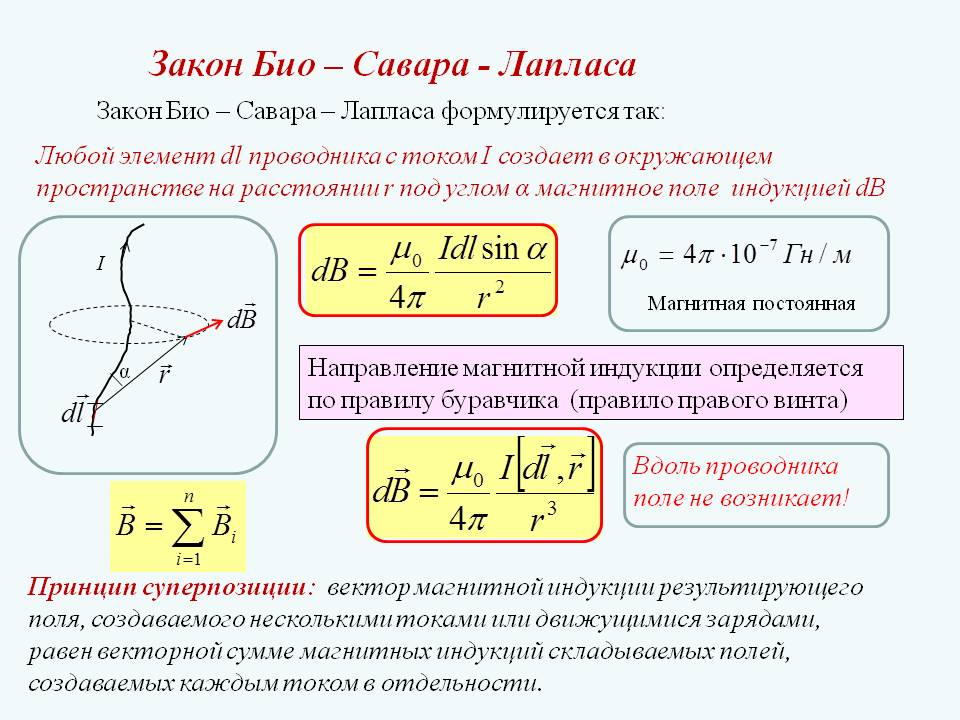 Закон Био – Савара - Лапласа
Закон Био – Савара – Лапласа формулируется так:
Любой элемент dl проводника с током I создает в окружающем
пространстве на расстоянии r под углом α магнитное поле индукцией dB
I
dB⃗
α
r⃗
dl⃗
dB = μ₀/4π · Idl sin α / r²
μ₀ = 4π · 10⁻⁷ Гн / м
Магнитная постоянная
Направление магнитной индукции определяется
по правилу буравчика (правило правого винта)
dB⃗ = μ₀/4π · I[dl⃗, r⃗] / r³
Вдоль проводника
поле не возникает!
B⃗ = ∑ⁿᵢ₌₁ B⃗ᵢ
Принцип суперпозиции: вектор магнитной индукции результирующего
поля, создаваемого несколькими токами или движущимися зарядами,
равен векторной сумме магнитных индукций складываемых полей,
создаваемых каждым током в отдельности.